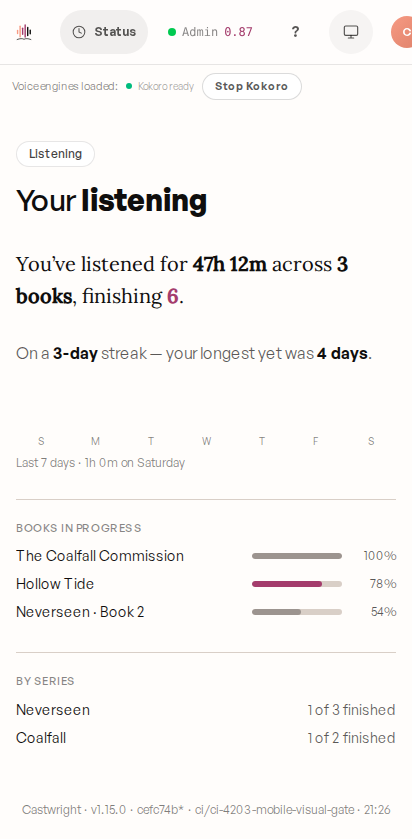 Status
Admin 0.87
?
C
Voice engines loaded: Kokoro ready Stop Kokoro
Listening
Your listening
You've listened for 47h 12m across 3
books, finishing 6.
On a 3-day streak — your longest yet was 4 days.
S M T W T F S
Last 7 days · 1h 0m on Saturday
BOOKS IN PROGRESS
The Coalfall Commission 100%
Hollow Tide 78%
Neverseen · Book 2 54%
BY SERIES
Neverseen 1 of 3 finished
Coalfall 1 of 2 finished
Castwright · v1.15.0 · cefc74b* · ci/ci-4203-mobile-visual-gate · 21:26